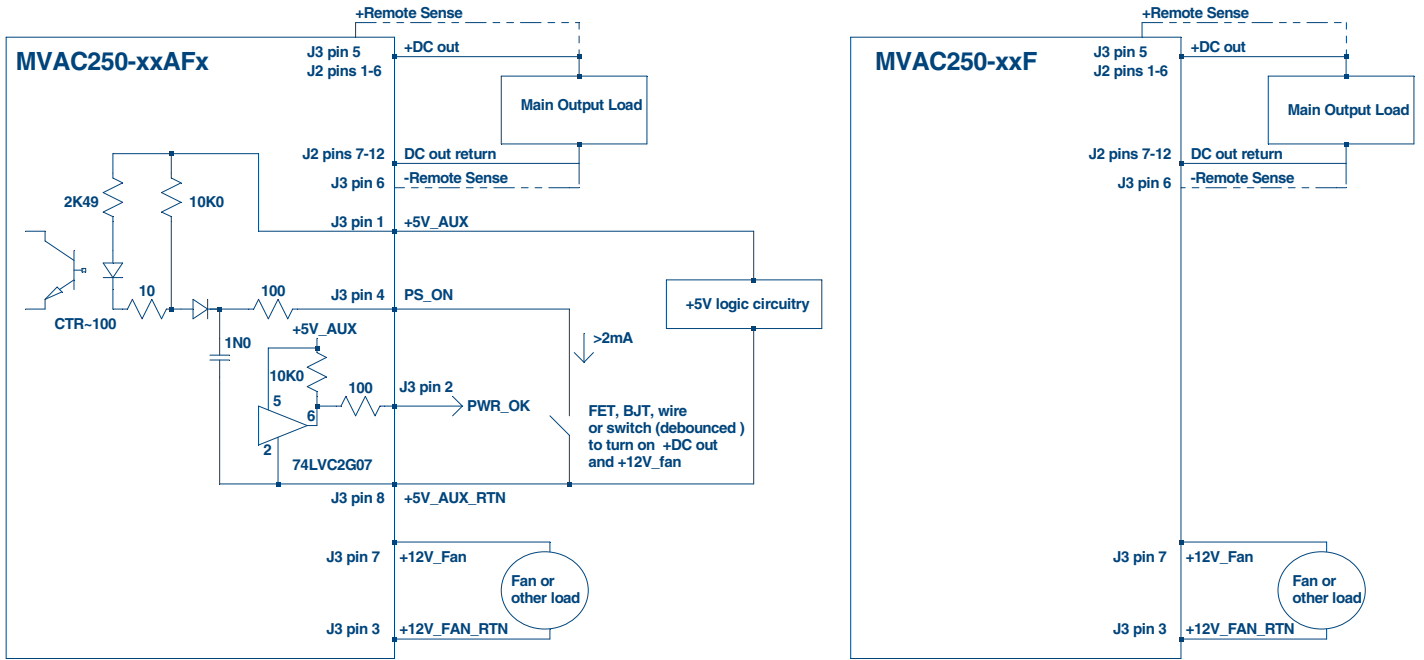 +Remote Sense
MVAC250-xxAFx
J3 pin 5
+DC out
J2 pins 1-6
Main Output Load
J2 pins 7-12
DC out return
J3 pin 6
-Remote Sense
2K49
10K0
J3 pin 1
+5V_AUX
10
100
J3 pin 4
PS_ON
+5V logic circuitry
CTR~100
+5V_AUX
1N0
>2mA
10K0
100
J3 pin 2
5
6
PWR_OK
2
FET, BJT, wire
or switch (debounced )
to turn on +DC out
and +12V_fan
74LVC2G07
J3 pin 8
+5V_AUX_RTN
J3 pin 7
+12V_Fan
Fan or
other load
J3 pin 3
+12V_FAN_RTN
+Remote Sense
MVAC250-xxF
J3 pin 5
+DC out
J2 pins 1-6
Main Output Load
J2 pins 7-12
DC out return
J3 pin 6
-Remote Sense
J3 pin 7
+12V_Fan
Fan or
other load
J3 pin 3
+12V_FAN_RTN